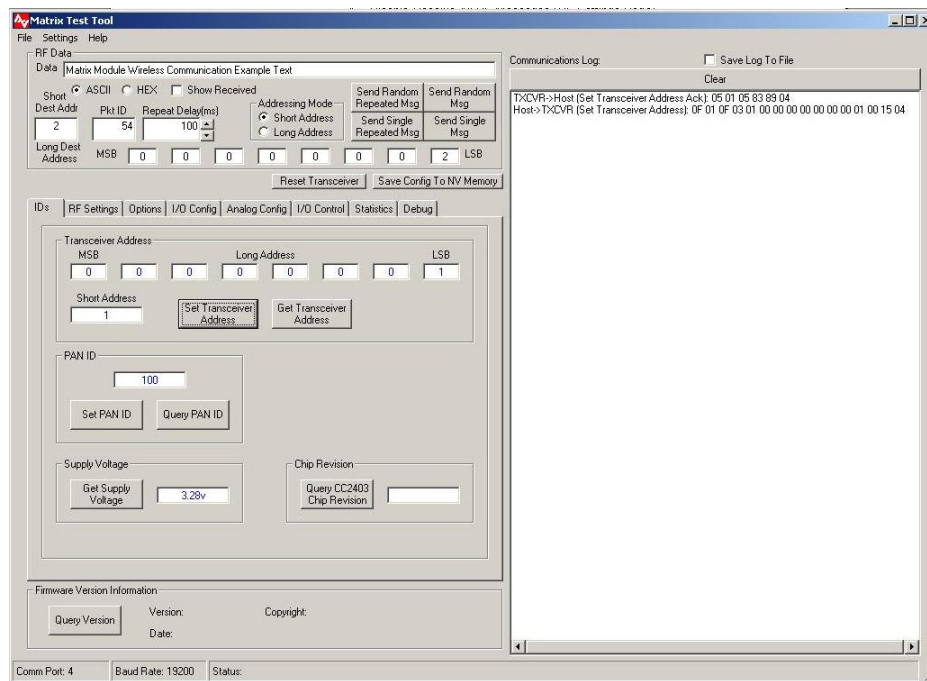 Matrix Test Tool
File Settings Help
RF Data
Data Matrix Module Wireless Communication Example Text
ASCII HEX Show Received
Short Dest Addr
2
Pkt ID
54
Repeat Delay(ms)
100
Addressing Mode
Short Address
Long Address
Send Random Repeated Msg
Send Random Msg
Send Single Repeated Msg
Send Single Msg
Long Dest Address
MSB 0 0 0 0 0 0 0 2 LSB
Reset Transceiver
Save Config To NV Memory
IDs RF Settings Options I/O Config Analog Config I/O Control Statistics Debug
Transceiver Address
MSB Long Address LSB
0 0 0 0 0 0 0 1
Short Address
1
Set Transceiver Address
Get Transceiver Address
PAN ID
100
Set PAN ID
Query PAN ID
Supply Voltage
Get Supply Voltage
3.28v
Chip Revision
Query CC2403 Chip Revision
Firmware Version Information
Query Version
Version:
Copyright:
Date:
Communications Log:
Save Log To File
Clear
TXCVR->Host (Set Transceiver Address Ack): 05 01 05 83 89 04
Host->TXCVR (Set Transceiver Address): 0F 01 0F 03 01 00 00 00 00 00 00 00 01 00 15 04
Comm Port: 4
Baud Rate: 19200
Status: